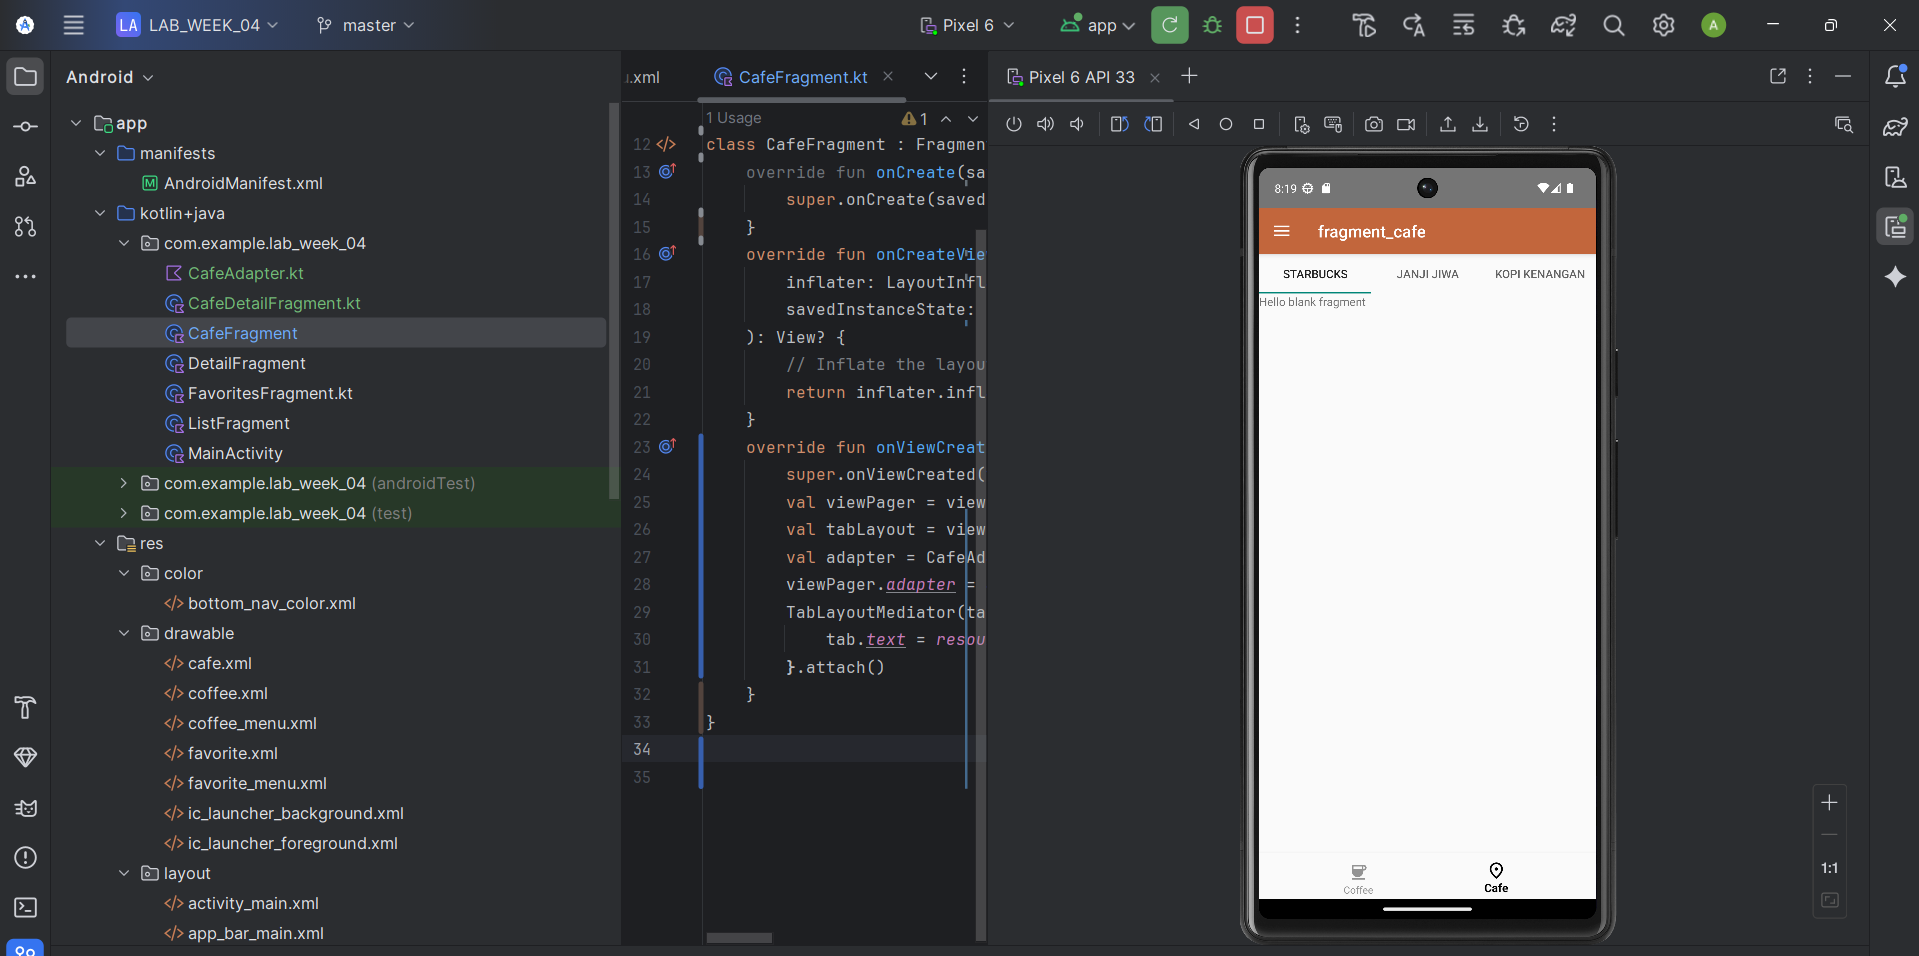 LA LAB_WEEK_04 master Pixel 6 app A
Android
app
manifests
AndroidManifest.xml
kotlin+java
com.example.lab_week_04
CafeAdapter.kt
CafeDetailFragment.kt
CafeFragment
DetailFragment
FavoritesFragment.kt
ListFragment
MainActivity
com.example.lab_week_04 (androidTest)
com.example.lab_week_04 (test)
res
color
bottom_nav_color.xml
drawable
cafe.xml
coffee.xml
coffee_menu.xml
favorite.xml
favorite_menu.xml
ic_launcher_background.xml
ic_launcher_foreground.xml
layout
activity_main.xml
app_bar_main.xml
.xml CafeFragment.kt
1 Usage 1
12 class CafeFragment : Fragmen
13 override fun onCreate(sa
14 super.onCreate(saved
15 }
16 override fun onCreateVie
17 inflater: LayoutInfl
18 savedInstanceState:
19 ): View? {
20 // Inflate the layou
21 return inflater.infl
22 }
23 override fun onViewCreat
24 super.onViewCreated(
25 val viewPager = view
26 val tabLayout = view
27 val adapter = CafeAd
28 viewPager.adapter =
29 TabLayoutMediator(ta
30 tab.text = resou
31 }.attach()
32 }
33 }
34
35
Pixel 6 API 33
8:19
fragment_cafe
STARBUCKS JANJI JIWA KOPI KENANGAN
Hello blank fragment
Coffee Cafe
1:1